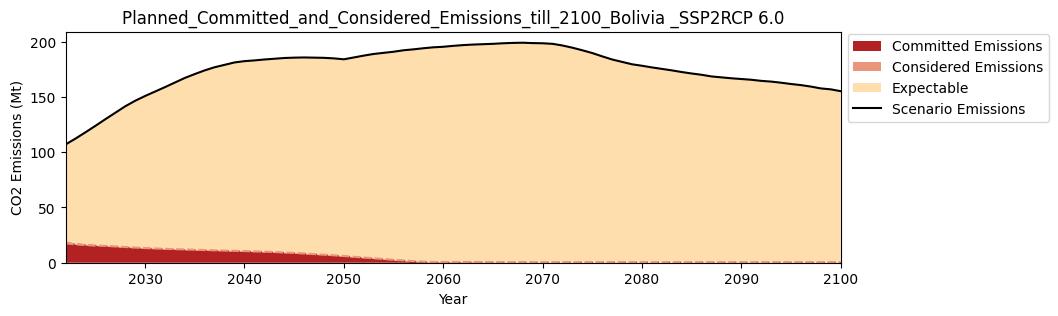 Planned_Committed_and_Considered_Emissions_till_2100_Bolivia _SSP2RCP 6.0
CO2 Emissions (Mt)
200
150
100
50
0
2030 2040 2050 2060 2070 2080 2090 2100
Year
Committed Emissions
Considered Emissions
Expectable
Scenario Emissions